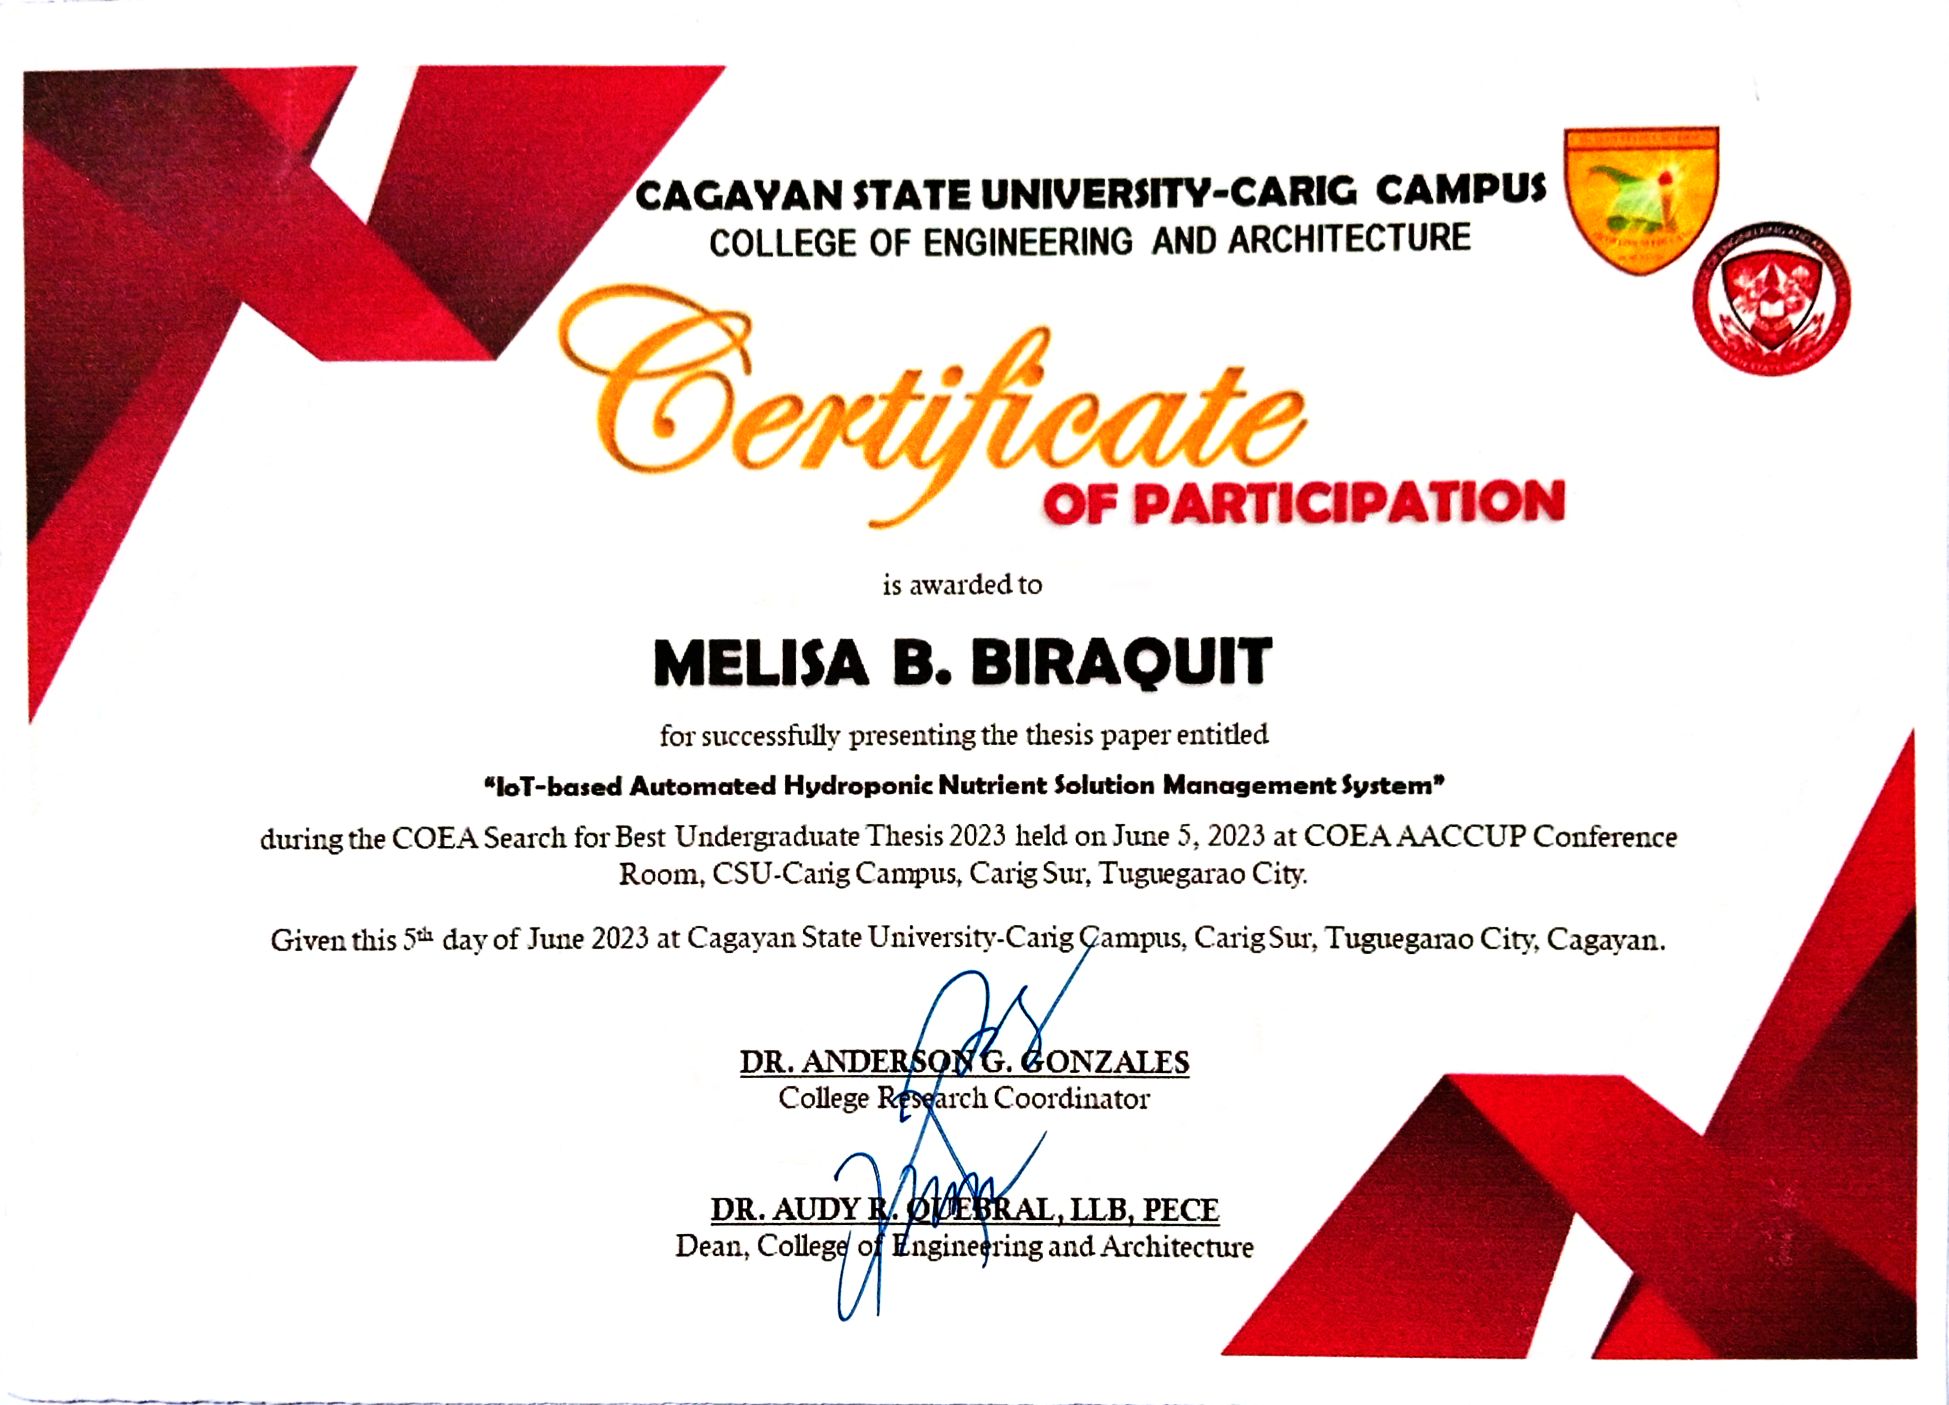 CAGAYAN STATE UNIVERSITY-CARIG CAMPUS
COLLEGE OF ENGINEERING AND ARCHITECTURE
Certificate
OF PARTICIPATION
is awarded to
MELISA B. BIRAQUIT
for successfully presenting the thesis paper entitled
“IoT-based Automated Hydroponic Nutrient Solution Management System”
during the COEA Search for Best Undergraduate Thesis 2023 held on June 5, 2023 at COEA AACCUP Conference
Room, CSU-Carig Campus, Carig Sur, Tuguegarao City.
Given this 5th day of June 2023 at Cagayan State University-Carig Campus, Carig Sur, Tuguegarao City, Cagayan.
DR. ANDERSON G. GONZALES
College Research Coordinator
DR. AUDY R. QUEBRAL, LLB, PECE
Dean, College of Engineering and Architecture